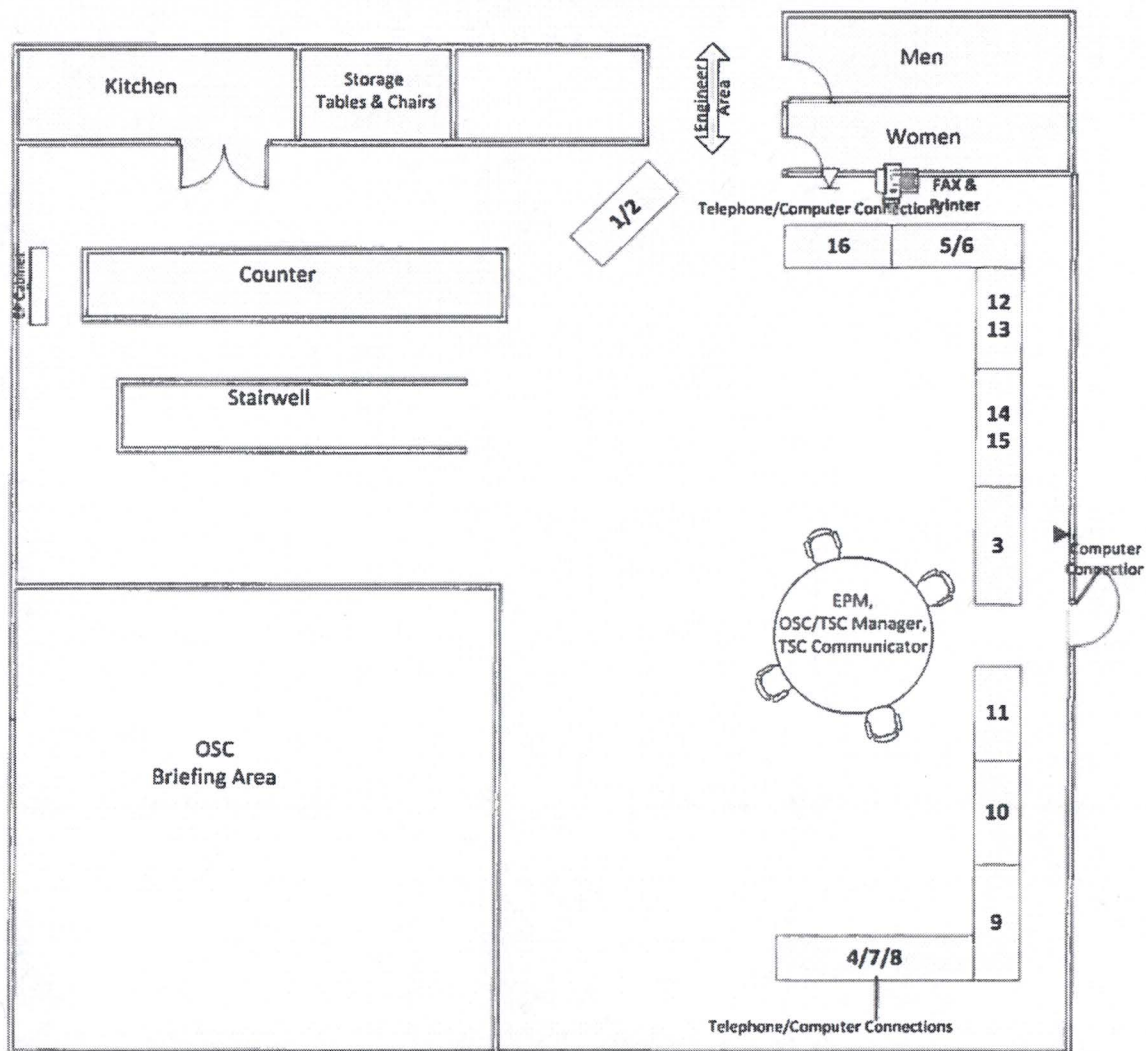 Kitchen
Storage
Tables & Chairs
Engineer
Area
Men
Women
FAX &
Printer
Telephone/Computer Connections
1/2
16
5/6
EP Cabinet
Counter
12
13
Stairwell
14
15
3
Computer
Connection
EPM,
OSC/TSC Manager,
TSC Communicator
11
OSC
Briefing Area
10
9
4/7/8
Telephone/Computer Connections